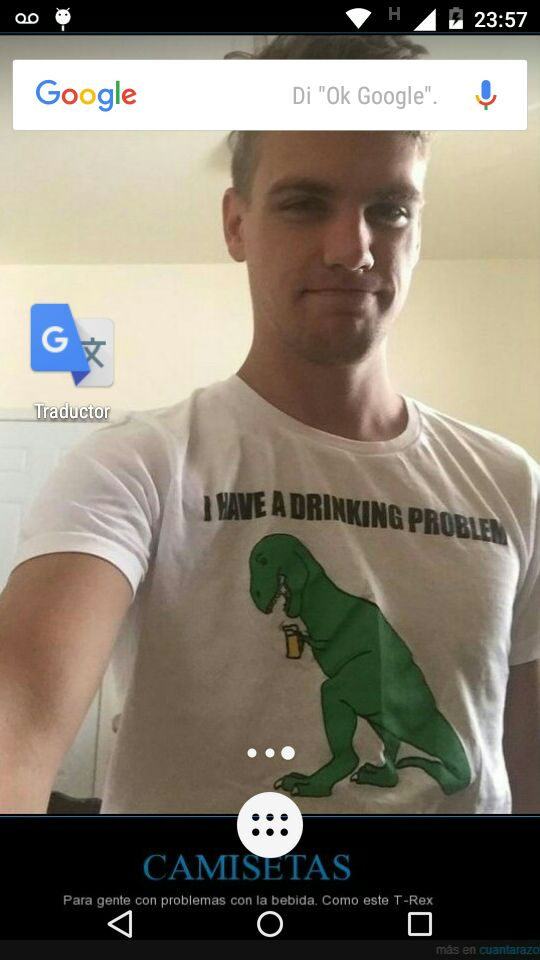 H
23:57
Google
Di "Ok Google".
G 文
Traductor
I HAVE A DRINKING PROBLEM
CAMISETAS
Para gente con problemas con la bebida. Como este T-Rex
más en cuantarazo